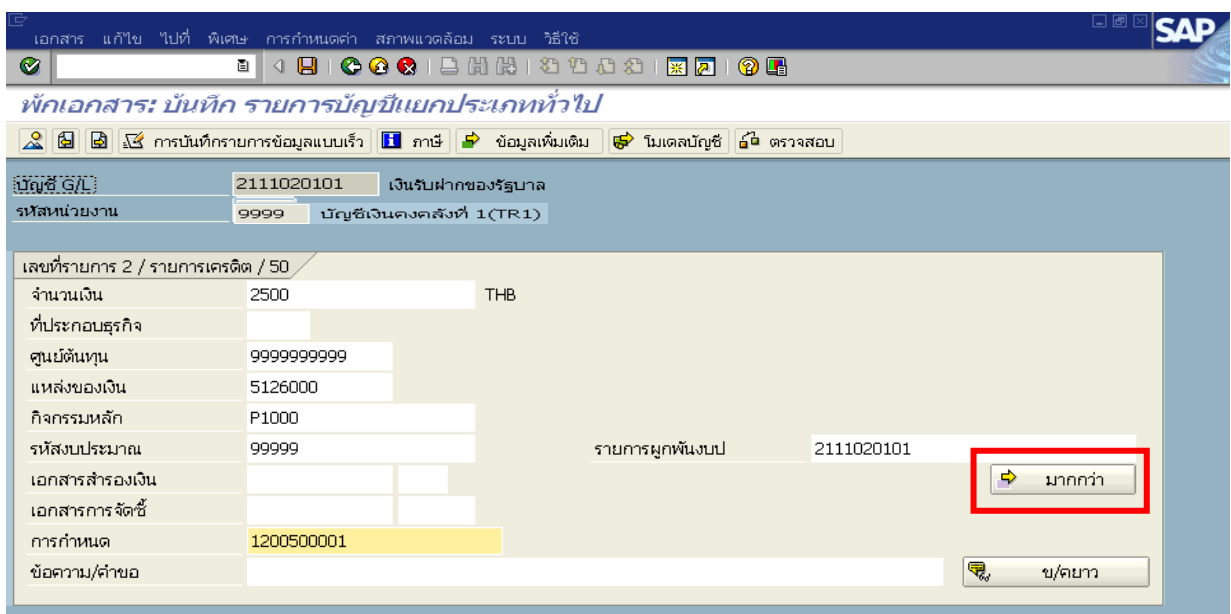 เอกสาร แก้ไข ไปที่ พิเศษ การกำหนดค่า สภาพแวดล้อม ระบบ วิธีใช้
SAP
พักเอกสาร: บันทึก รายการบัญชีแยกประเภททั่วไป
การบันทึกรายการข้อมูลแบบเร็ว ภาษี ข้อมูลเพิ่มเติม โมเดลบัญชี ตรวจสอบ
บัญชี G/L 2111020101 เงินรับฝากของรัฐบาล
รหัสหน่วยงาน 9999 บัญชีเงินคงคลังที่ 1(TR1)
เลขที่รายการ 2 / รายการเครดิต / 50
จำนวนเงิน 2500 THB
ที่ประกอบธุรกิจ
ศูนย์ต้นทุน 9999999999
แหล่งของเงิน 5126000
กิจกรรมหลัก P1000
รหัสงบประมาณ 99999 รายการผูกพันงบป 2111020101
เอกสารสำรองเงิน มากกว่า
เอกสารการจัดซื้
การกำหนด 1200500001
ข้อความ/คำขอ ข/คยาว